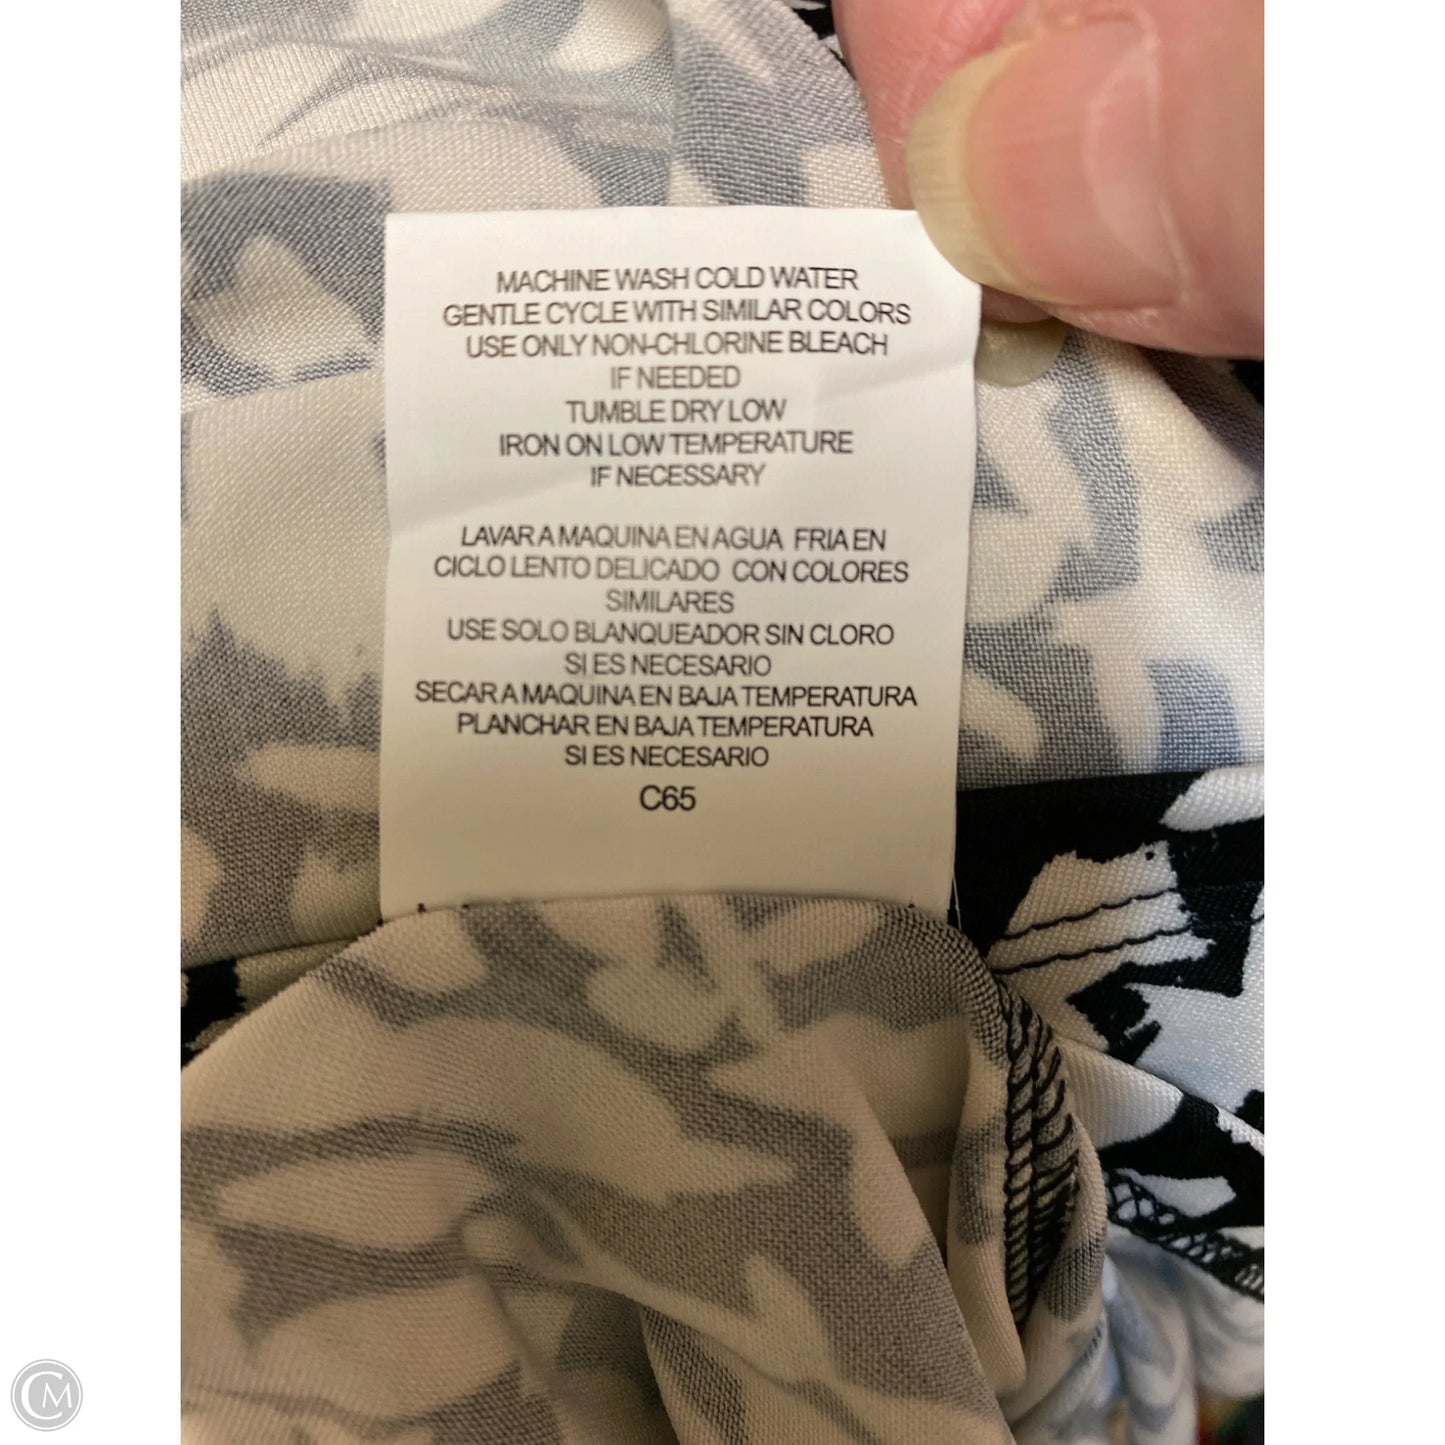 MACHINE WASH COLD WATER
GENTLE CYCLE WITH SIMILAR COLORS
USE ONLY NON-CHLORINE BLEACH
IF NEEDED
TUMBLE DRY LOW
IRON ON LOW TEMPERATURE
IF NECESSARY
LAVAR A MAQUINA EN AGUA FRIA EN
CICLO LENTO DELICADO CON COLORES
SIMILARES
USE SOLO BLANQUEADOR SIN CLORO
SI ES NECESARIO
SECAR A MAQUINA EN BAJA TEMPERATURA
PLANCHAR EN BAJA TEMPERATURA
SI ES NECESARIO
C65
CM